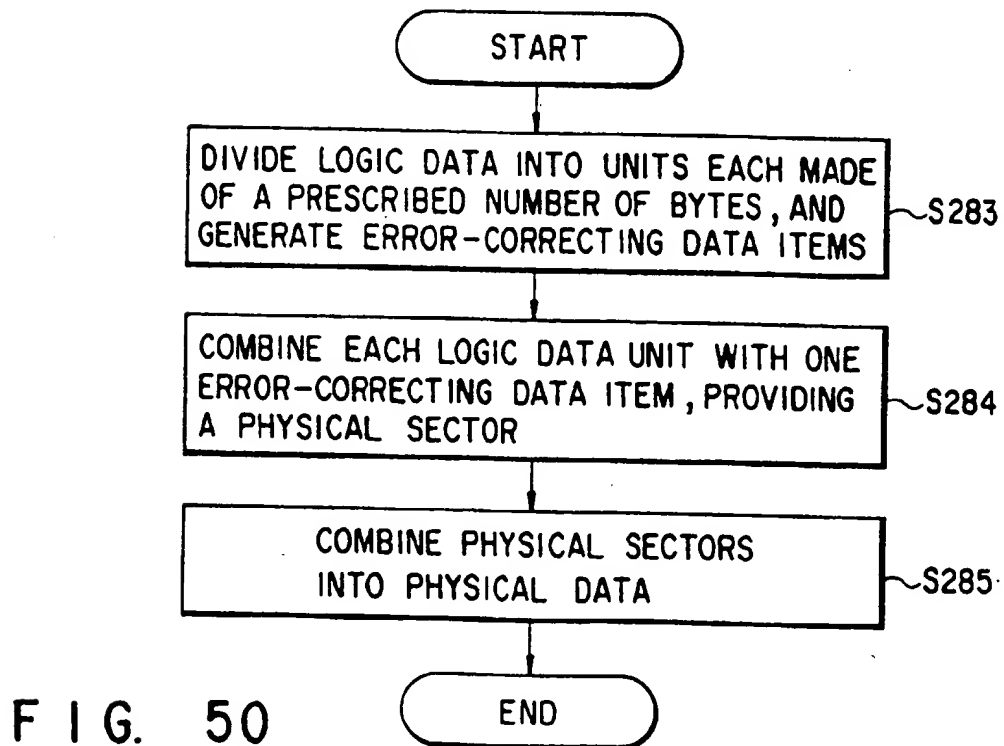 START
DIVIDE LOGIC DATA INTO UNITS EACH MADE
OF A PRESCRIBED NUMBER OF BYTES, AND
GENERATE ERROR-CORRECTING DATA ITEMS
S283
COMBINE EACH LOGIC DATA UNIT WITH ONE
ERROR-CORRECTING DATA ITEM, PROVIDING
A PHYSICAL SECTOR
S284
COMBINE PHYSICAL SECTORS
INTO PHYSICAL DATA
S285
END
FIG. 50